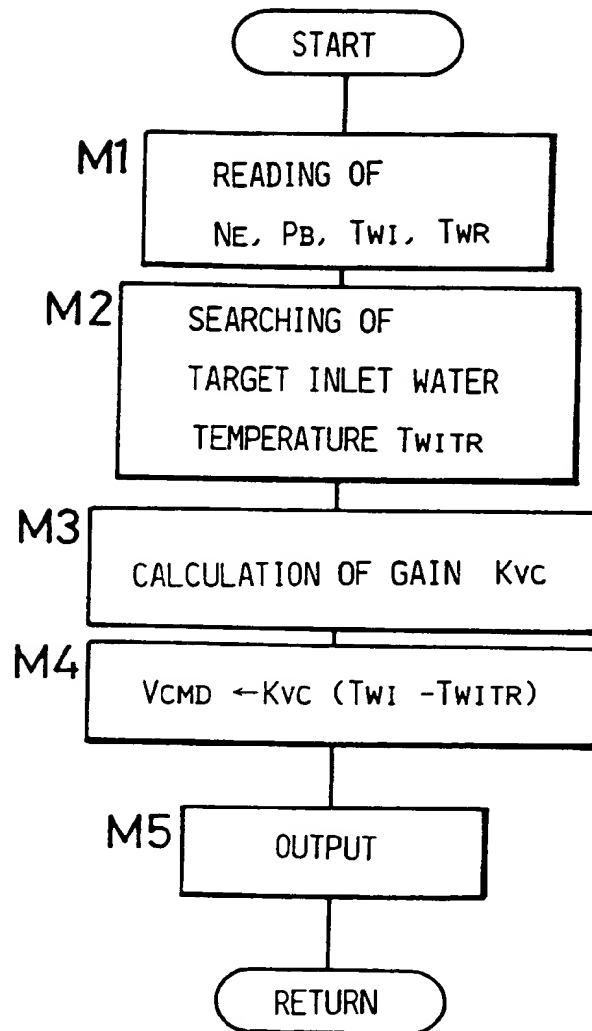 START
M1
READING OF
NE, PB, TWI, TWR
M2
SEARCHING OF
TARGET INLET WATER
TEMPERATURE TWITR
M3
CALCULATION OF GAIN KVC
M4
VCMD ←KVC (TWI -TWITR)
M5
OUTPUT
RETURN